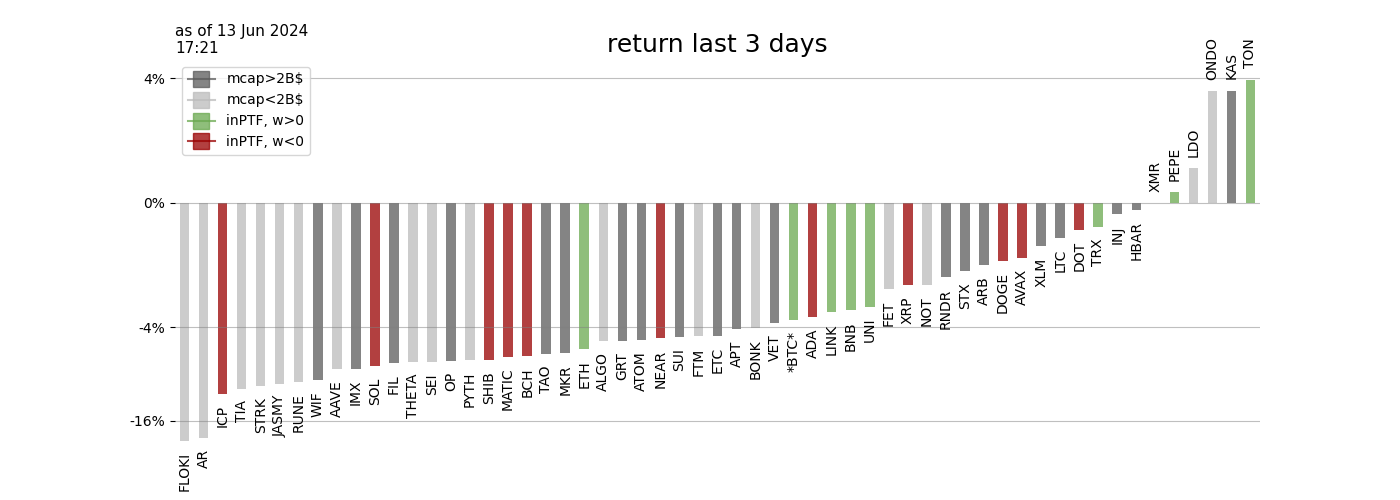 as of 13 Jun 2024
17:21
return last 3 days
mcap>2B$
mcap<2B$
inPTF, w>0
inPTF, w<0
4%
0%
-4%
-16%
FLOKI
AR
ICP
TIA
STRK
JASMY
RUNE
WIF
AAVE
IMX
SOL
FIL
THETA
SEI
OP
PYTH
SHIB
MATIC
BCH
TAO
MKR
ETH
ALGO
GRT
ATOM
NEAR
SUI
FTM
ETC
APT
BONK
VET
*BTC*
ADA
LINK
BNB
UNI
FET
XRP
NOT
RNDR
STX
ARB
DOGE
AVAX
XLM
LTC
DOT
TRX
INJ
HBAR
XMR
PEPE
LDO
ONDO
KAS
TON